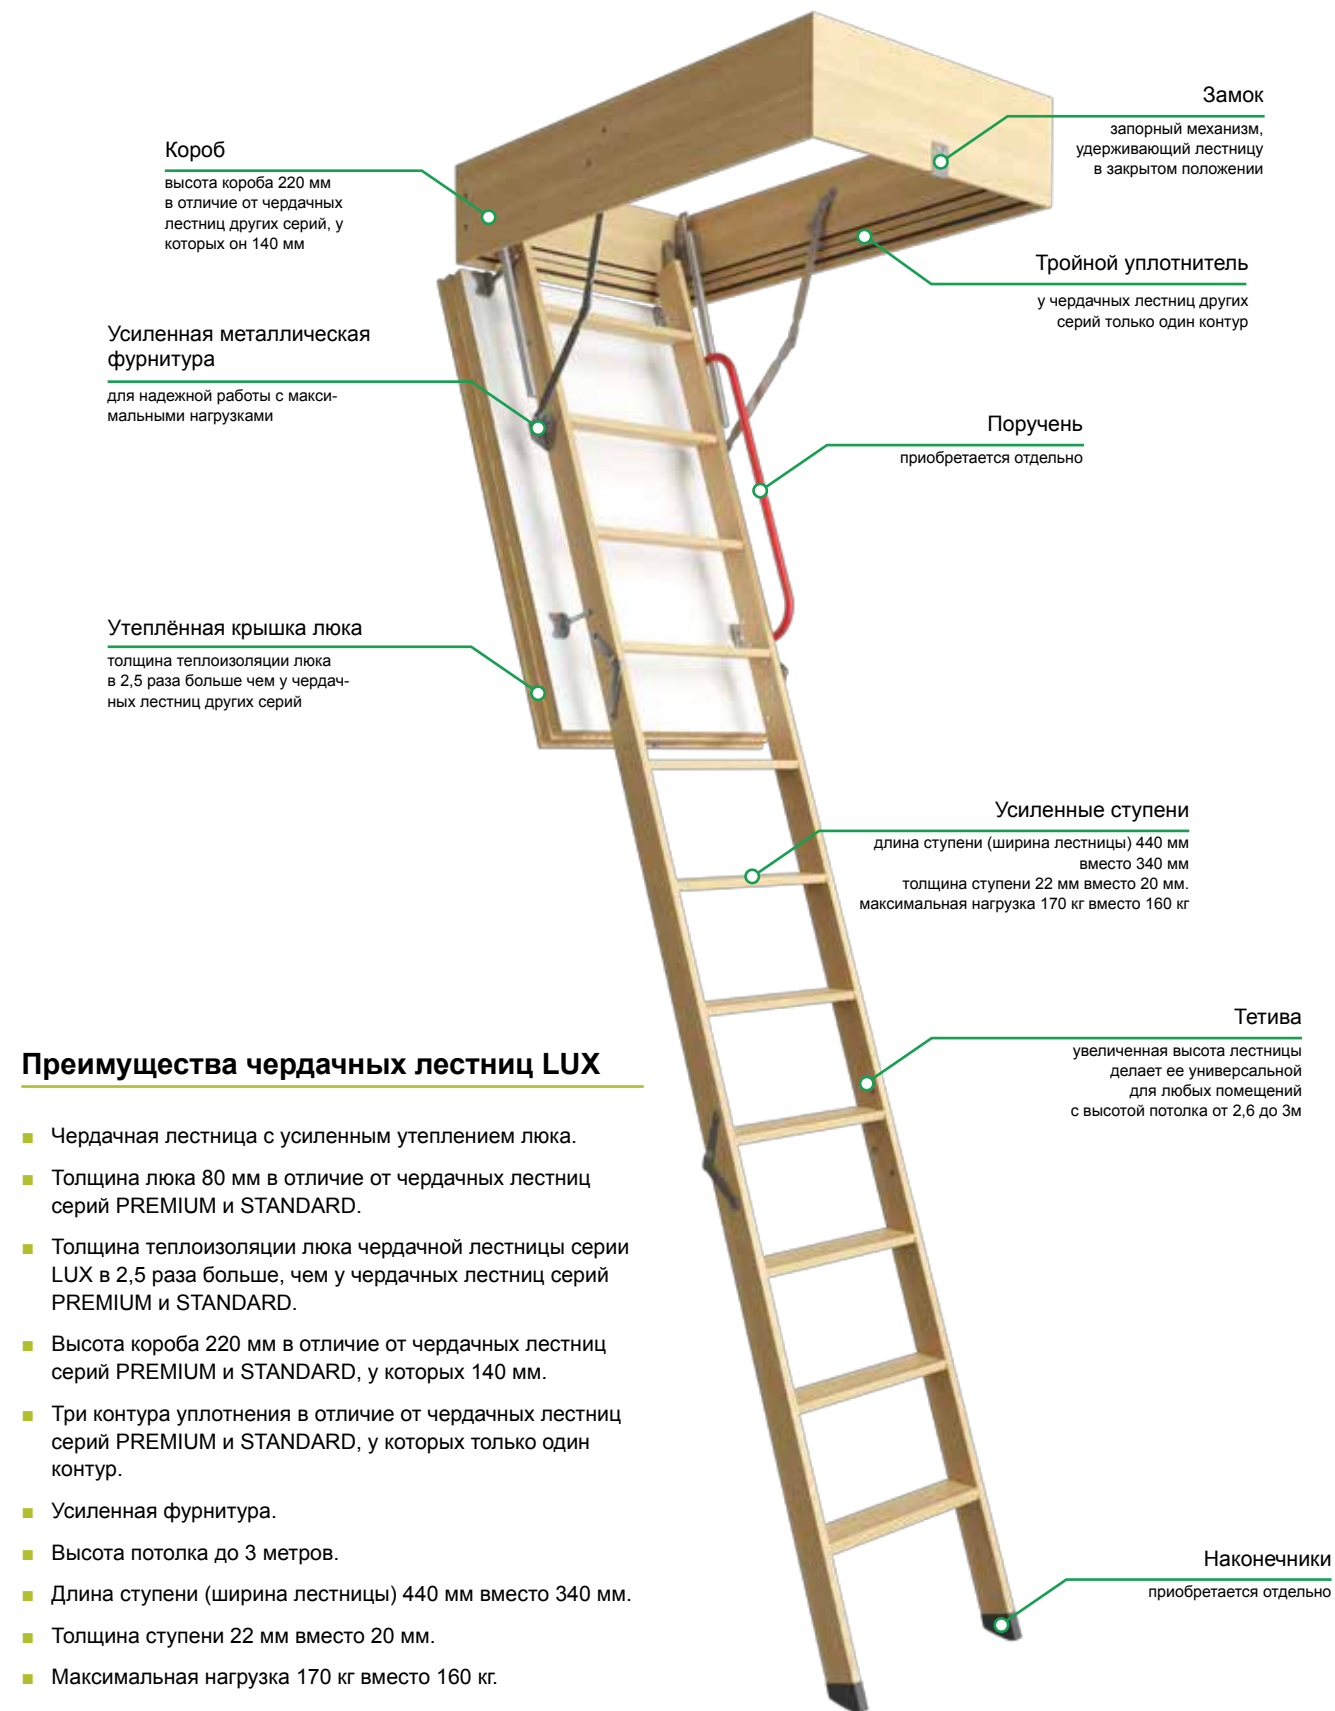 Замок
запорный механизм,
удерживающий лестницу
в закрытом положении
Короб
высота короба 220 мм
в отличие от чердачных
лестниц других серий, у
которых он 140 мм
Тройной уплотнитель
у чердачных лестниц других
серий только один контур
Усиленная металлическая
фурнитура
для надежной работы с макси-
мальными нагрузками
Поручень
приобретается отдельно
Утеплённая крышка люка
толщина теплоизоляции люка
в 2,5 раза больше чем у чердач-
ных лестниц других серий
Усиленные ступени
длина ступени (ширина лестницы) 440 мм
вместо 340 мм
толщина ступени 22 мм вместо 20 мм.
максимальная нагрузка 170 кг вместо 160 кг
Тетива
увеличенная высота лестницы
делает ее универсальной
для любых помещений
с высотой потолка от 2,6 до 3м
Преимущества чердачных лестниц LUX
Чердачная лестница с усиленным утеплением люка.
Толщина люка 80 мм в отличие от чердачных лестниц
серий PREMIUM и STANDARD.
Толщина теплоизоляции люка чердачной лестницы серии
LUX в 2,5 раза больше, чем у чердачных лестниц серий
PREMIUM и STANDARD.
Высота короба 220 мм в отличие от чердачных лестниц
серий PREMIUM и STANDARD, у которых 140 мм.
Три контура уплотнения в отличие от чердачных лестниц
серий PREMIUM и STANDARD, у которых только один
контур.
Усиленная фурнитура.
Высота потолка до 3 метров.
Длина ступени (ширина лестницы) 440 мм вместо 340 мм.
Толщина ступени 22 мм вместо 20 мм.
Максимальная нагрузка 170 кг вместо 160 кг.
Наконечники
приобретается отдельно